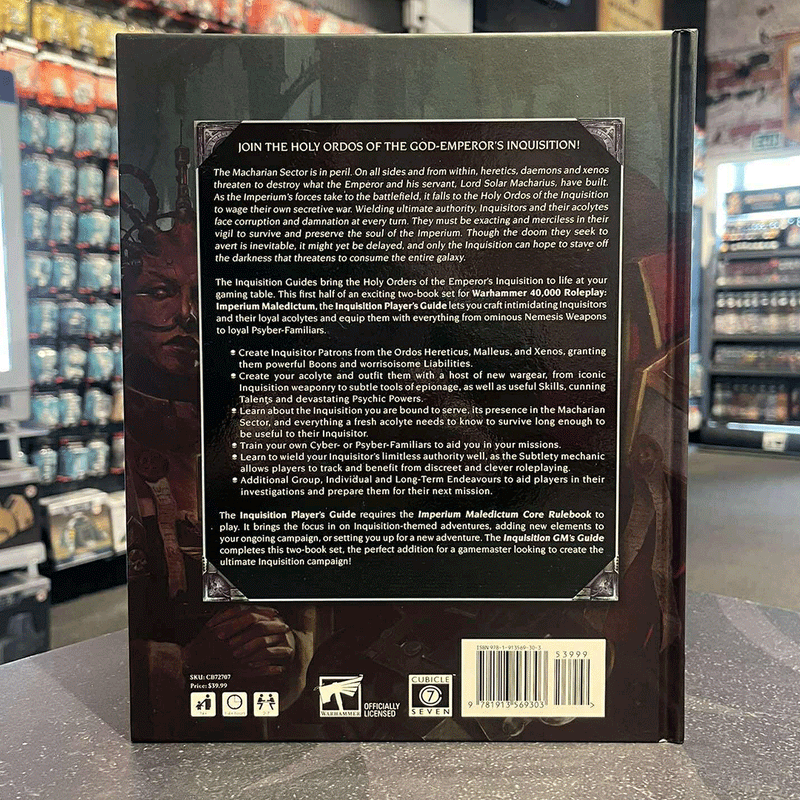 JOIN THE HOLY ORDOS OF THE GOD-EMPEROR'S INQUISITION!
The Macharian Sector is in peril. On all sides and from within, heretics, daemons and xenos
threaten to destroy what the Emperor and his servant, Lord Solar Macharius, have built.
As the Imperium's forces take to the battlefield, it falls to the Holy Ordos of the Inquisition
to wage their own secretive war. Wielding ultimate authority, Inquisitors and their acolytes
face corruption and damnation at every turn. They must be exacting and merciless in their
vigil to survive and preserve the soul of the Imperium. Though the doom they seek to
avert is inevitable, it might yet be delayed, and only the Inquisition can hope to stave off
the darkness that threatens to consume the entire galaxy.
The Inquisition Guides bring the Holy Orders of the Emperor's Inquisition to life at your
gaming table. This first half of an exciting two-book set for Warhammer 40,000 Roleplay:
Imperium Maledictum, the Inquisition Player's Guide lets you craft intimidating Inquisitors
and their loyal acolytes and equip them with everything from ominous Nemesis Weapons
to loyal Psyber-Familiars.
Create Inquisitor Patrons from the Ordos Hereticus, Malleus, and Xenos, granting
them powerful Boons and worrisoisome Liabilities.
Create your acolyte and outfit them with a host of new wargear, from iconic
Inquisition weaponry to subtle tools of epionage, as well as useful Skills, cunning
Talents and devastating Psychic Powers.
Learn about the Inquisition you are bound to serve, its presence in the Macharian
Sector, and everything a fresh acolyte needs to know to survive long enough to
be useful to their Inquisitor.
Train your own Cyber- or Psyber-Familiars to aid you in your missions.
Learn to wield your Inquisitor's limitless authority well, as the Subtlety mechanic
allows players to track and benefit from discreet and clever roleplaying.
Additional Group, Individual and Long-Term Endeavours to aid players in their
investigations and prepare them for their next mission.
The Inquisition Player's Guide requires the Imperium Maledictum Core Rulebook to
play. It brings the focus in on Inquisition-themed adventures, adding new elements to
your ongoing campaign, or setting you up for a new adventure. The Inquisition GM's Guide
completes this two-book set, the perfect addition for a gamemaster looking to create the
ultimate Inquisition campaign!
SKU: CB72707
Price: $39.99
WARHAMMER
OFFICIALLY
LICENSED
CUBICLE
7
SEVEN
ISBN 978-1-913569-30-3
53999
9 781913 569303 >
EXIT